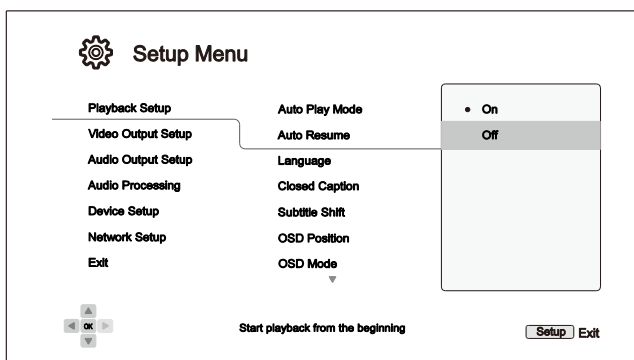 Setup Menu
Playback Setup
Video Output Setup
Audio Output Setup
Audio Processing
Device Setup
Network Setup
Exit
Auto Play Mode
Auto Resume
Language
Closed Caption
Subtitle Shift
OSD Position
OSD Mode
• On
Off
OK
Start playback from the beginning
Setup Exit